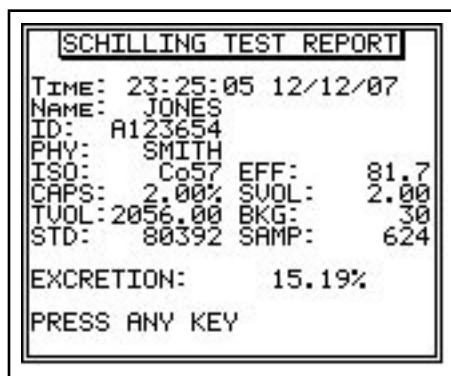 SCHILLING TEST REPORT
TIME: 23:25:05 12/12/07
NAME: JONES
ID: A123654
PHY: SMITH
ISO: Co57 EFF: 81.7
CAPS: 2.00% SVOL: 2.00
TVOL:2056.00 BKG: 30
STD: 80392 SAMP: 624
EXCRETION: 15.19%
PRESS ANY KEY